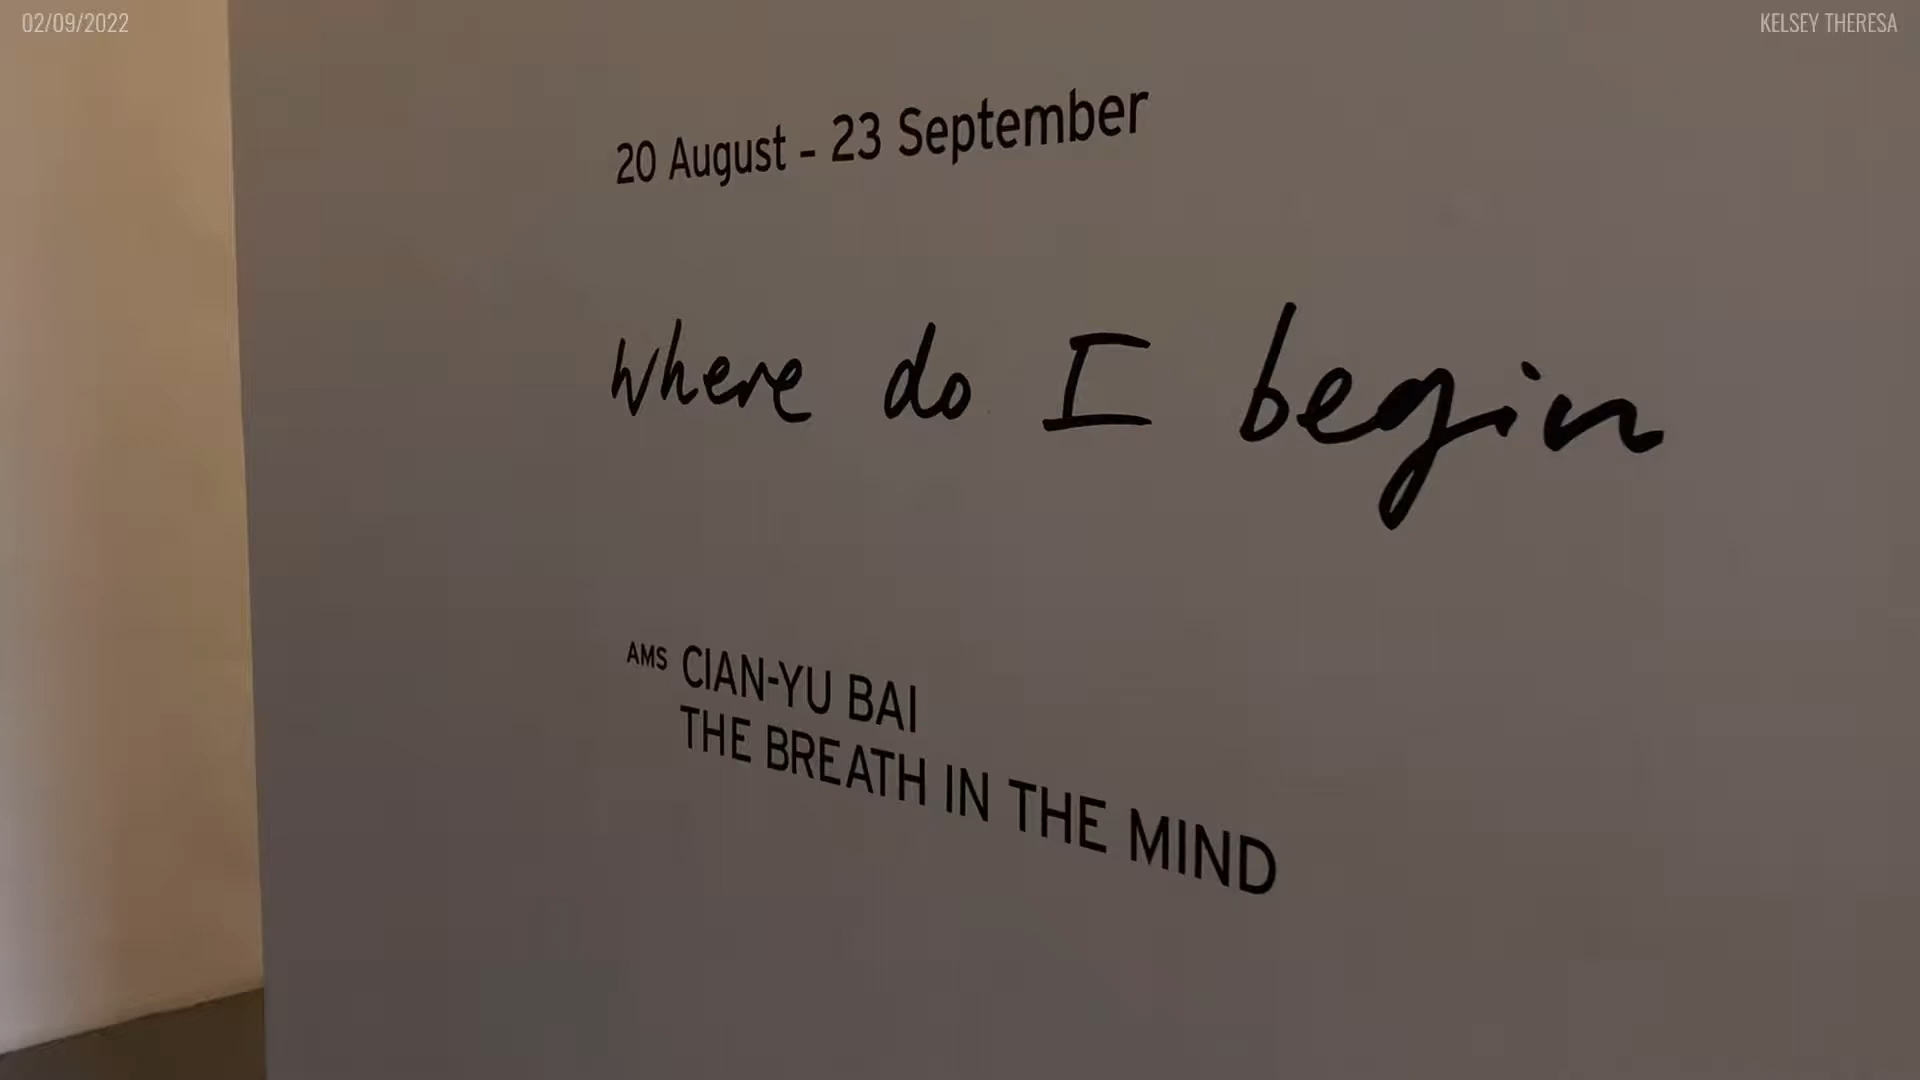 02/09/2022
KELSEY THERESA
20 August – 23 September
Where do I begin
AMS CIAN-YU BAI
THE BREATH IN THE MIND